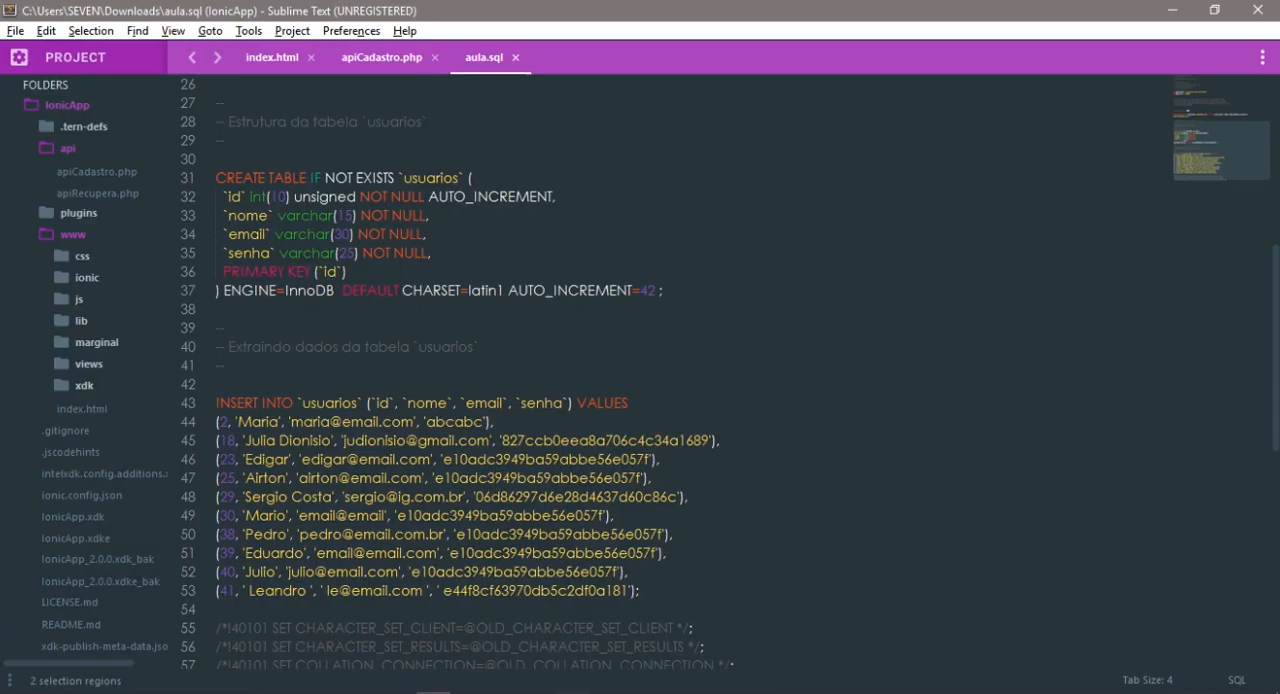 C:\Users\SEVEN\Downloads\aula.sql (IonicApp) - Sublime Text (UNREGISTERED)
File Edit Selection Find View Goto Tools Project Preferences Help
PROJECT
index.html
apiCadastro.php
aula.sql
FOLDERS
IonicApp
.tern-defs
api
apiCadastro.php
apiRecupera.php
plugins
www
css
ionic
js
lib
marginal
views
xdk
index.html
.gitignore
.jscodehints
intelxdk.config.additions.
ionic.config.json
IonicApp.xdk
IonicApp.xdke
IonicApp_2.0.0.xdk_bak
IonicApp_2.0.0.xdke_bak
LICENSE.md
README.md
xdk-publish-meta-data.jso
26
27 --
28 -- Estrutura da tabela `usuarios`
29 --
30
31 CREATE TABLE IF NOT EXISTS `usuarios` (
32 `id` int(10) unsigned NOT NULL AUTO_INCREMENT,
33 `nome` varchar(15) NOT NULL,
34 `email` varchar(30) NOT NULL,
35 `senha` varchar(25) NOT NULL,
36 PRIMARY KEY (`id`)
37 ) ENGINE=InnoDB DEFAULT CHARSET=latin1 AUTO_INCREMENT=42 ;
38
39 --
40 -- Extraindo dados da tabela `usuarios`
41 --
42
43 INSERT INTO `usuarios` (`id`, `nome`, `email`, `senha`) VALUES
44 (2, 'Maria', 'maria@email.com', 'abcabc'),
45 (18, 'Julia Dionisio', 'judionisio@gmail.com', '827ccb0eea8a706c4c34a1689'),
46 (23, 'Edigar', 'edigar@email.com', 'e10adc3949ba59abbe56e057f'),
47 (25, 'Airton', 'airton@email.com', 'e10adc3949ba59abbe56e057f'),
48 (29, 'Sergio Costa', 'sergio@ig.com.br', '06d86297d6e28d4637d60c86c'),
49 (30, 'Mario', 'email@email', 'e10adc3949ba59abbe56e057f'),
50 (38, 'Pedro', 'pedro@email.com.br', 'e10adc3949ba59abbe56e057f'),
51 (39, 'Eduardo', 'email@email.com', 'e10adc3949ba59abbe56e057f'),
52 (40, 'Julio', 'julio@email.com', 'e10adc3949ba59abbe56e057f'),
53 (41, ' Leandro ', ' le@email.com ', ' e44f8cf63970db5c2df0a181');
54
55 /*!40101 SET CHARACTER_SET_CLIENT=@OLD_CHARACTER_SET_CLIENT */;
56 /*!40101 SET CHARACTER_SET_RESULTS=@OLD_CHARACTER_SET_RESULTS */;
57 /*!40101 SET COLLATION_CONNECTION=@OLD_COLLATION_CONNECTION */;
2 selection regions
Tab Size: 4
SQL